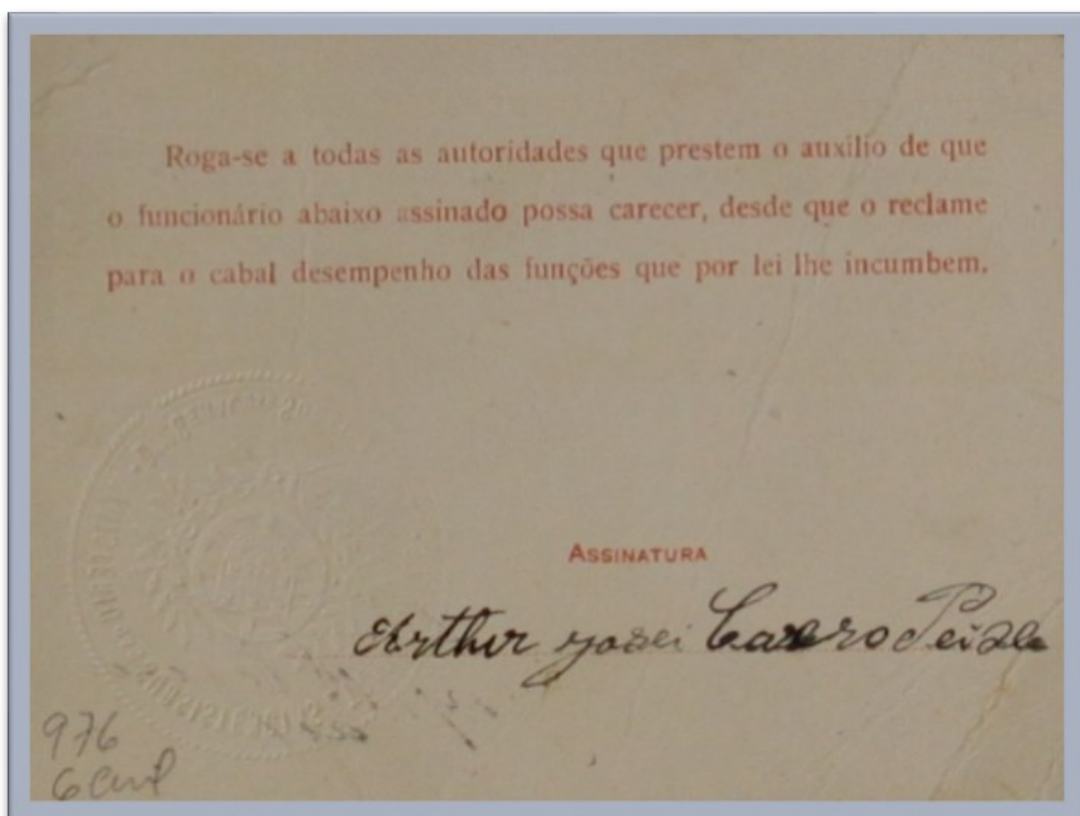 Roga-se a todas as autoridades que prestem o auxilio de que
o funcionário abaixo assinado possa carecer, desde que o reclame
para o cabal desempenho das funções que por lei lhe incumbem.
ASSINATURA
Arthur José
976